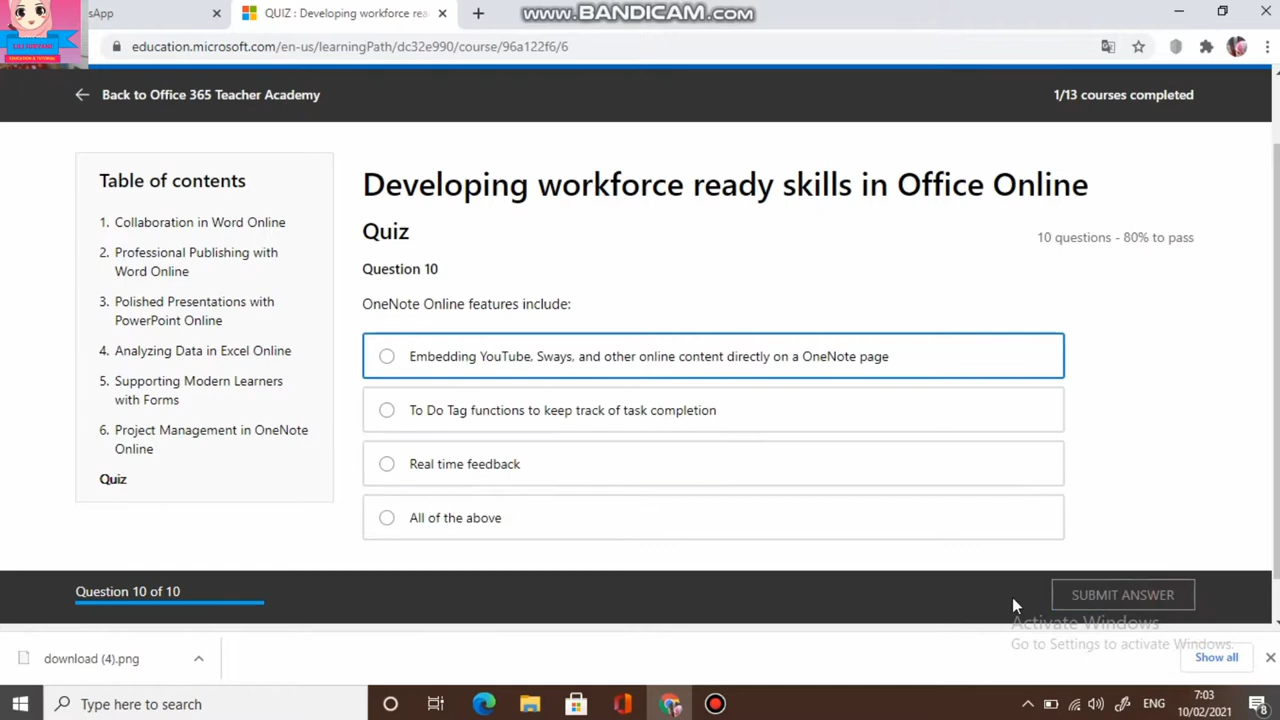 sApp
QUIZ : Developing workforce rea
www.BANDICAM.com
education.microsoft.com/en-us/learningPath/dc32e990/course/96a122f6/6
EDUCATION & TUTORIAL
Back to Office 365 Teacher Academy
1/13 courses completed
Table of contents
1. Collaboration in Word Online
2. Professional Publishing with
Word Online
3. Polished Presentations with
PowerPoint Online
4. Analyzing Data in Excel Online
5. Supporting Modern Learners
with Forms
6. Project Management in OneNote
Online
Quiz
Developing workforce ready skills in Office Online
Quiz
10 questions - 80% to pass
Question 10
OneNote Online features include:
Embedding YouTube, Sways, and other online content directly on a OneNote page
To Do Tag functions to keep track of task completion
Real time feedback
All of the above
Question 10 of 10
SUBMIT ANSWER
Activate Windows
Go to Settings to activate Windows.
download (4).png
Show all
Type here to search
ENG
7:03
10/02/2021
8